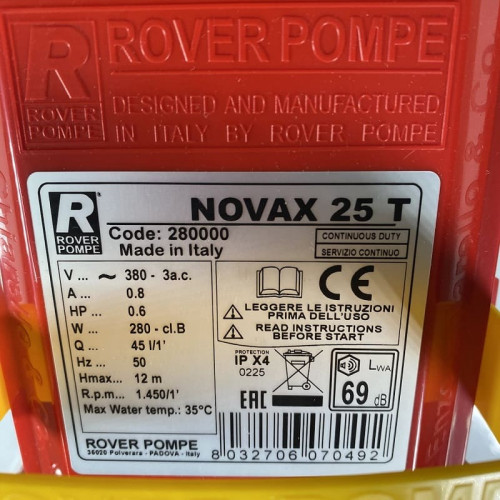 R ROVER POMPE
ROVER
POMPE
DESIGNED AND MANUFACTURED
IN ITALY BY ROVER POMPE
R
ROVER
POMPE
NOVAX 25 T
Code: 280000
Made in Italy
CONTINUOUS DUTY
SERVIZIO CONTINUO
V ... ~ 380 - 3a.c.
A ... 0.8
HP ... 0.6
W ... 280 - cl.B
Q ... 45 l/1'
Hz ... 50
Hmax... 12 m
R.p.m ... 1.450/1'
Max Water temp.: 35°C
CE
LEGGERE LE ISTRUZIONI
PRIMA DELL'USO
READ INSTRUCTIONS
BEFORE START
PROTECTION
IP X4
0225
EAC
LWA
69 dB
ROVER POMPE
35020 Polverara - PADOVA - Italy
8 032706 070492